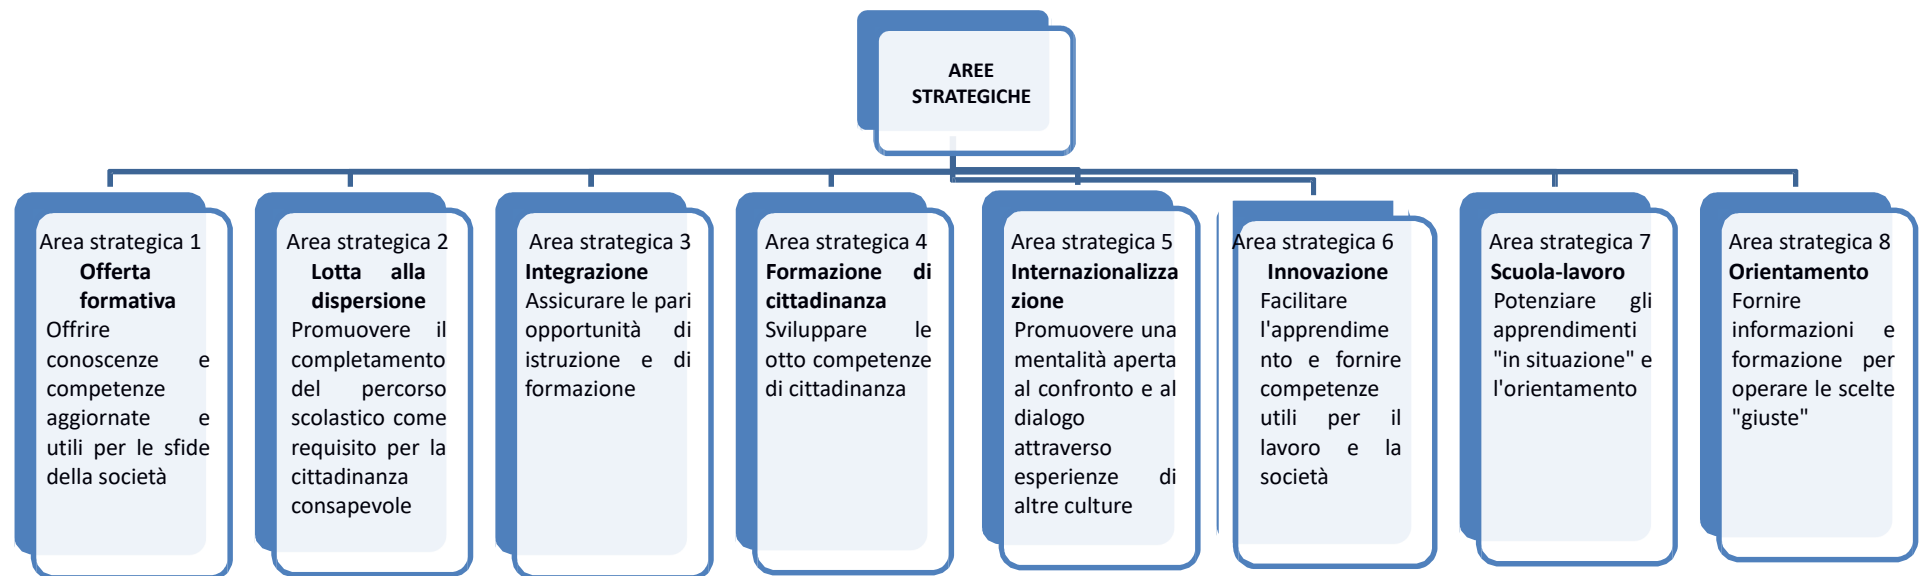 AREE
STRATEGICHE
Area strategica 1
Offerta
formativa
Offrire
conoscenze e
competenze
aggiornate e
utili per le sfide
della società
Area strategica 2
Lotta alla
dispersione
Promuovere il
completamento
del percorso
scolastico come
requisito per la
cittadinanza
consapevole
Area strategica 3
Integrazione
Assicurare le pari
opportunità di
istruzione e di
formazione
Area strategica 4
Formazione di
cittadinanza
Sviluppare le
otto competenze
di cittadinanza
Area strategica 5
Internazionalizza
zione
Promuovere una
mentalità aperta
al confronto e al
dialogo
attraverso
esperienze di
altre culture
Area strategica 6
Innovazione
Facilitare
l'apprendime
nto e fornire
competenze
utili per il
lavoro e la
società
Area strategica 7
Scuola-lavoro
Potenziare gli
apprendimenti
"in situazione" e
l'orientamento
Area strategica 8
Orientamento
Fornire
informazioni e
formazione per
operare le scelte
"giuste"